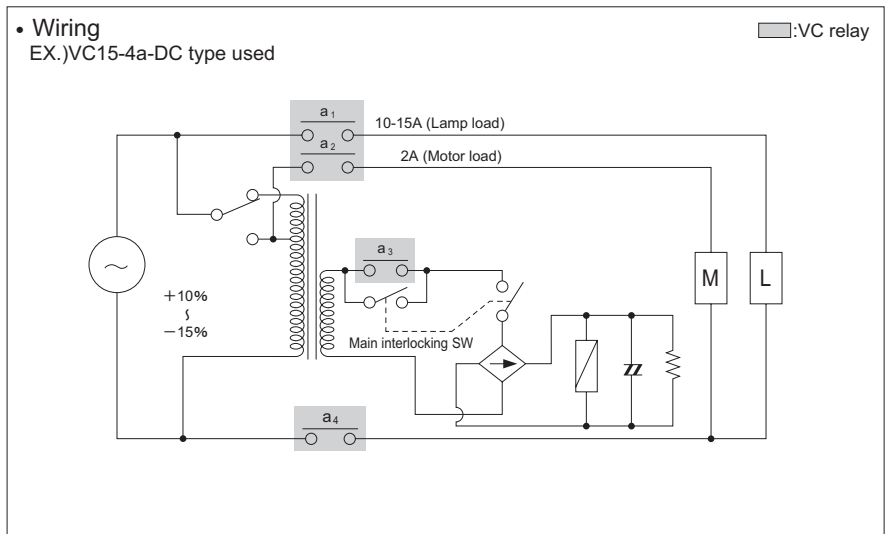 • Wiring
EX.)VC15-4a-DC type used
:VC relay
a1
10-15A (Lamp load)
a2
2A (Motor load)
a3
M
L
+10%
∼
−15%
Main interlocking SW
a4